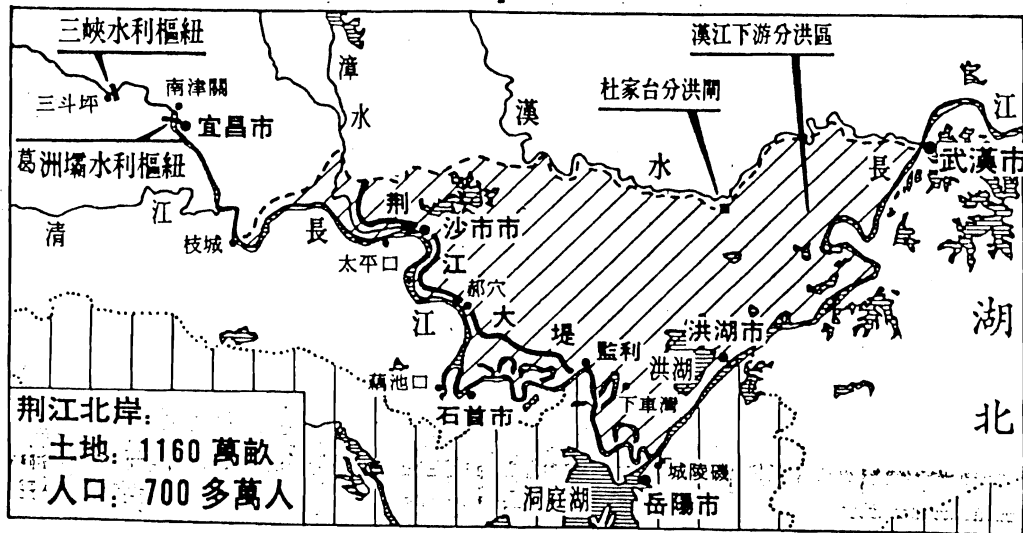 三峽水利樞紐
漢江下游分洪區
南津關
三斗坪
宜昌市
葛洲壩水利樞紐
漳
水
漢
水
杜家台分洪閘
江
長
武漢市
清
江
枝城
長
江
荆
江
大
堤
沙市市
太平口
郝穴
藕池口
石首市
監利
下車灣
洪湖市
洪湖
城陵磯
岳陽市
洞庭湖
湖
北
荆江北岸：
土地：1160 萬畝
人口：700 多萬人